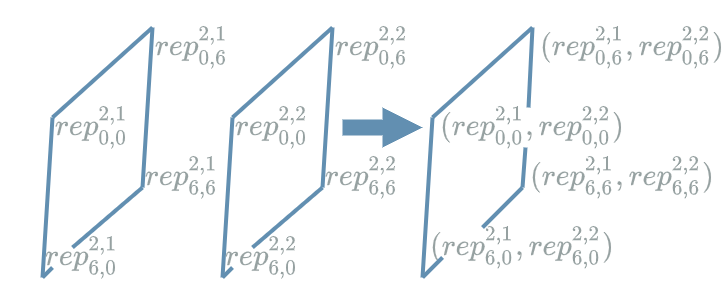 $rep_{0,6}^{2,1}$ $rep_{0,6}^{2,2}$ $(rep_{0,6}^{2,1}, rep_{0,6}^{2,2})$
$rep_{0,0}^{2,1}$ $rep_{0,0}^{2,2}$ $(rep_{0,0}^{2,1}, rep_{0,0}^{2,2})$
$rep_{6,6}^{2,1}$ $rep_{6,6}^{2,2}$ $(rep_{6,6}^{2,1}, rep_{6,6}^{2,2})$
$rep_{6,0}^{2,1}$ $rep_{6,0}^{2,2}$ $(rep_{6,0}^{2,1}, rep_{6,0}^{2,2})$